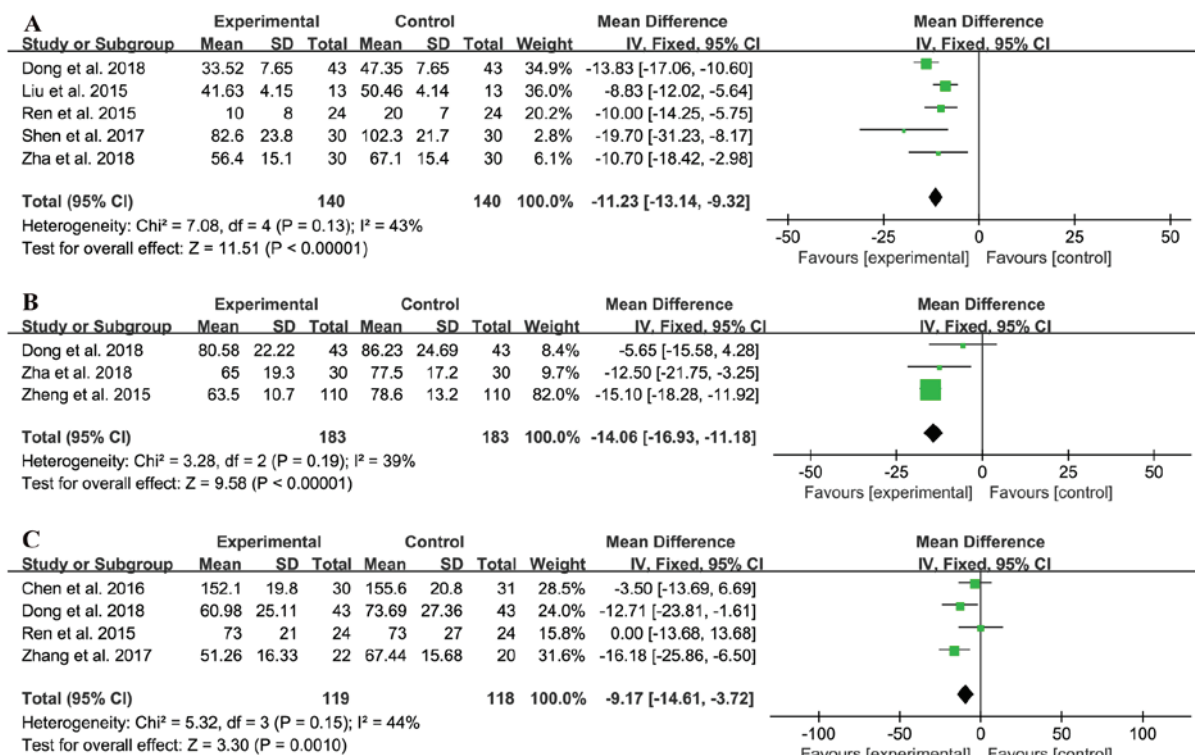 A
Experimental Control Mean Difference Mean Difference
Study or Subgroup Mean SD Total Mean SD Total Weight IV, Fixed, 95% CI IV, Fixed, 95% CI
Dong et al. 2018 33.52 7.65 43 47.35 7.65 43 34.9% -13.83 [-17.06, -10.60]
Liu et al. 2015 41.63 4.15 13 50.46 4.14 13 36.0% -8.83 [-12.02, -5.64]
Ren et al. 2015 10 8 24 20 7 24 20.2% -10.00 [-14.25, -5.75]
Shen et al. 2017 82.6 23.8 30 102.3 21.7 30 2.8% -19.70 [-31.23, -8.17]
Zha et al. 2018 56.4 15.1 30 67.1 15.4 30 6.1% -10.70 [-18.42, -2.98]
Total (95% CI) 140 140 100.0% -11.23 [-13.14, -9.32]
Heterogeneity: Chi² = 7.08, df = 4 (P = 0.13); I² = 43%
Test for overall effect: Z = 11.51 (P < 0.00001)
-50 -25 0 25 50
Favours [experimental] Favours [control]
B
Experimental Control Mean Difference Mean Difference
Study or Subgroup Mean SD Total Mean SD Total Weight IV, Fixed, 95% CI IV, Fixed, 95% CI
Dong et al. 2018 80.58 22.22 43 86.23 24.69 43 8.4% -5.65 [-15.58, 4.28]
Zha et al. 2018 65 19.3 30 77.5 17.2 30 9.7% -12.50 [-21.75, -3.25]
Zheng et al. 2015 63.5 10.7 110 78.6 13.2 110 82.0% -15.10 [-18.28, -11.92]
Total (95% CI) 183 183 100.0% -14.06 [-16.93, -11.18]
Heterogeneity: Chi² = 3.28, df = 2 (P = 0.19); I² = 39%
Test for overall effect: Z = 9.58 (P < 0.00001)
-50 -25 0 25 50
Favours [experimental] Favours [control]
C
Experimental Control Mean Difference Mean Difference
Study or Subgroup Mean SD Total Mean SD Total Weight IV, Fixed, 95% CI IV, Fixed, 95% CI
Chen et al. 2016 152.1 19.8 30 155.6 20.8 31 28.5% -3.50 [-13.69, 6.69]
Dong et al. 2018 60.98 25.11 43 73.69 27.36 43 24.0% -12.71 [-23.81, -1.61]
Ren et al. 2015 73 21 24 73 27 24 15.8% 0.00 [-13.68, 13.68]
Zhang et al. 2017 51.26 16.33 22 67.44 15.68 20 31.6% -16.18 [-25.86, -6.50]
Total (95% CI) 119 118 100.0% -9.17 [-14.61, -3.72]
Heterogeneity: Chi² = 5.32, df = 3 (P = 0.15); I² = 44%
Test for overall effect: Z = 3.30 (P = 0.0010)
-100 -50 0 50 100
Favours [experimental] Favours [control]